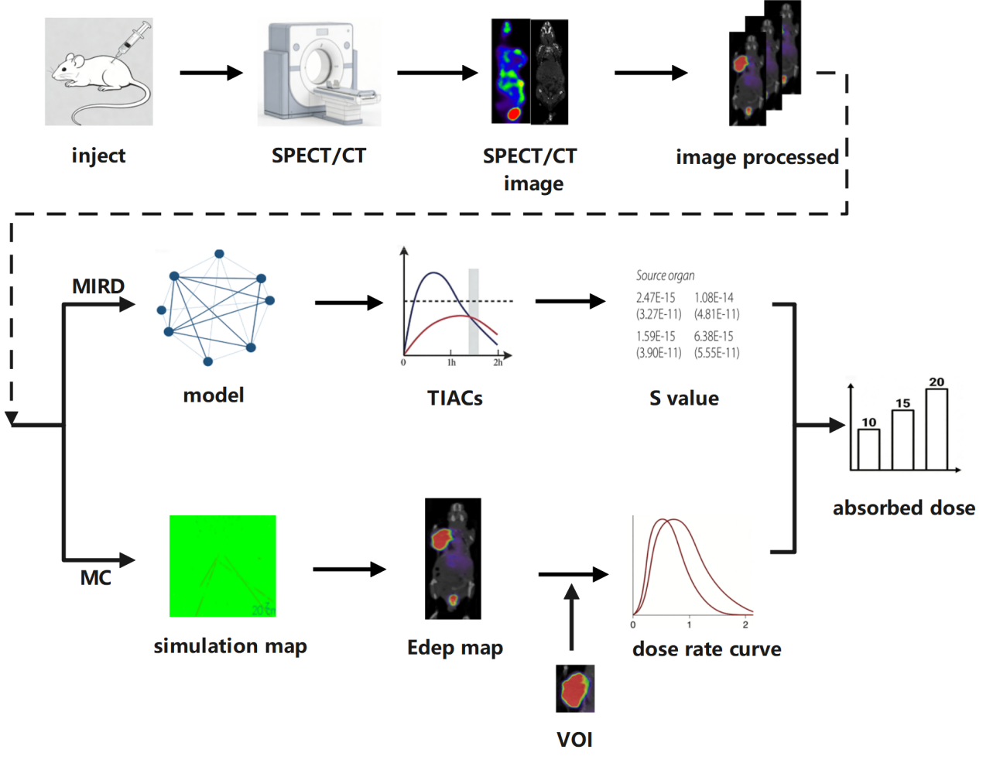 inject
SPECT/CT
SPECT/CT
image
image processed
MIRD
model
0 1h 2h
TIACs
Source organ
2.47E-15 1.08E-14
(3.27E-11) (4.81E-11)
1.59E-15 6.38E-15
(3.90E-11) (5.55E-11)
S value
10 15 20
absorbed dose
MC
simulation map
Edep map
0 1 2
dose rate curve
VOI